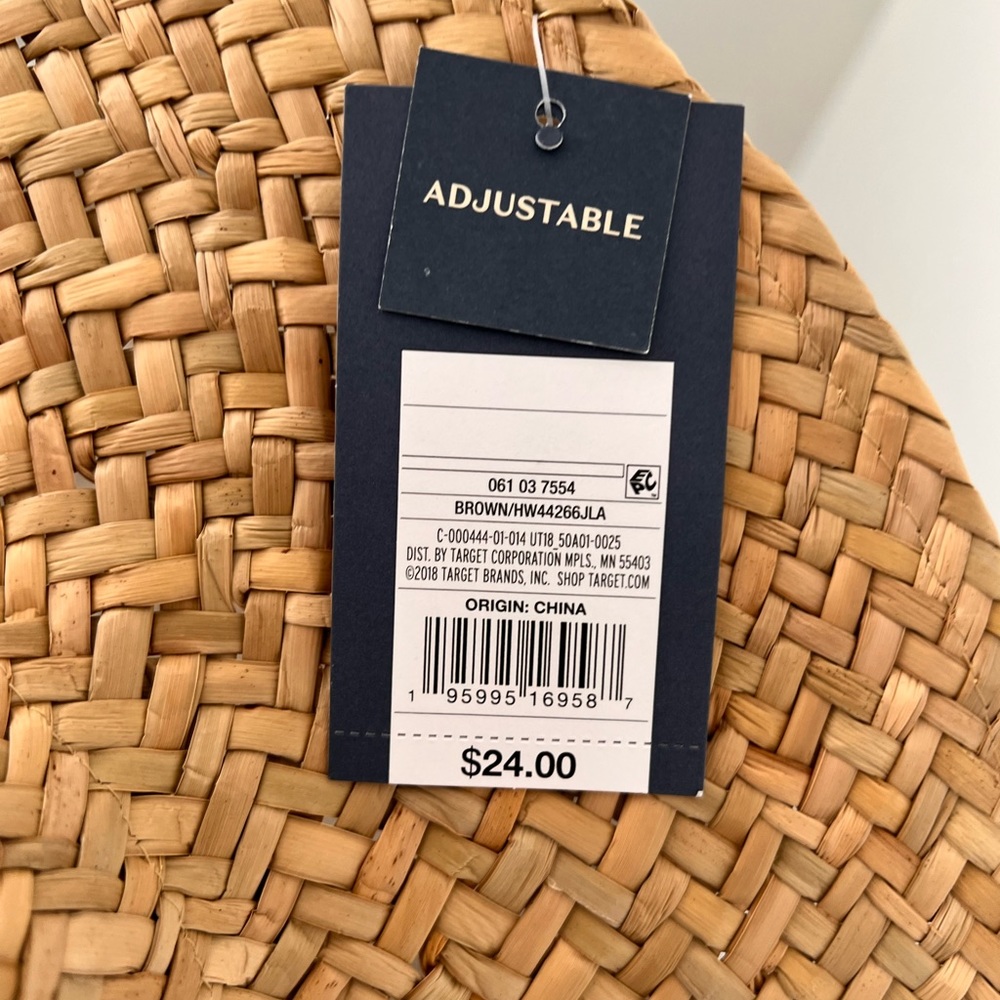 ADJUSTABLE
061 03 7554
BROWN/HW44266JLA
C-000444-01-014 UT18_50A01-0025
DIST. BY TARGET CORPORATION MPLS., MN 55403
©2018 TARGET BRANDS, INC. SHOP TARGET.COM
ORIGIN: CHINA
1 95995 16958 7
$24.00